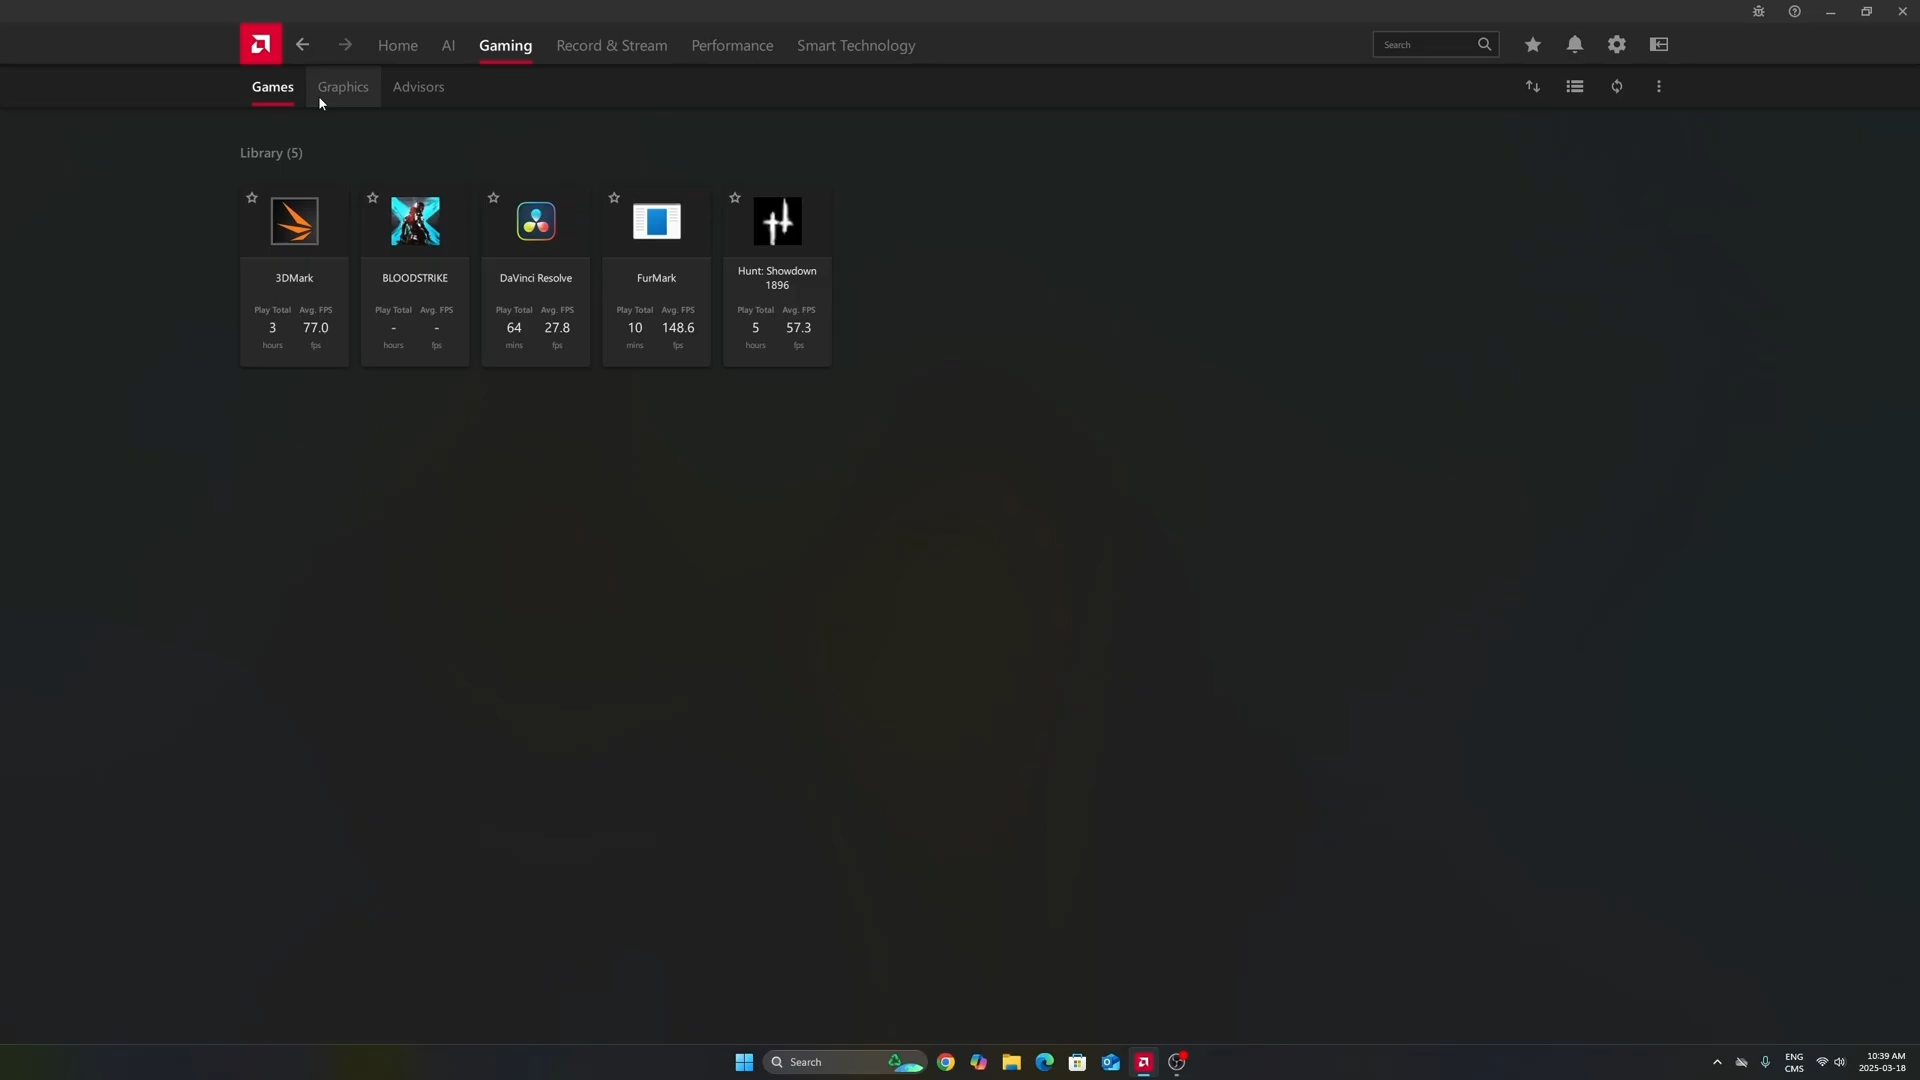 Home AI Gaming Record & Stream Performance Smart Technology Search
Games Graphics Advisors
Library (5)
3DMark BLOODSTRIKE DaVinci Resolve FurMark Hunt: Showdown 1896
Play Total Avg. FPS Play Total Avg. FPS Play Total Avg. FPS Play Total Avg. FPS Play Total Avg. FPS
3 77.0 - - 64 27.8 10 148.6 5 57.3
hours fps hours fps mins fps mins fps hours fps
Search ENG 10:39 AM
CMS 2025-03-18